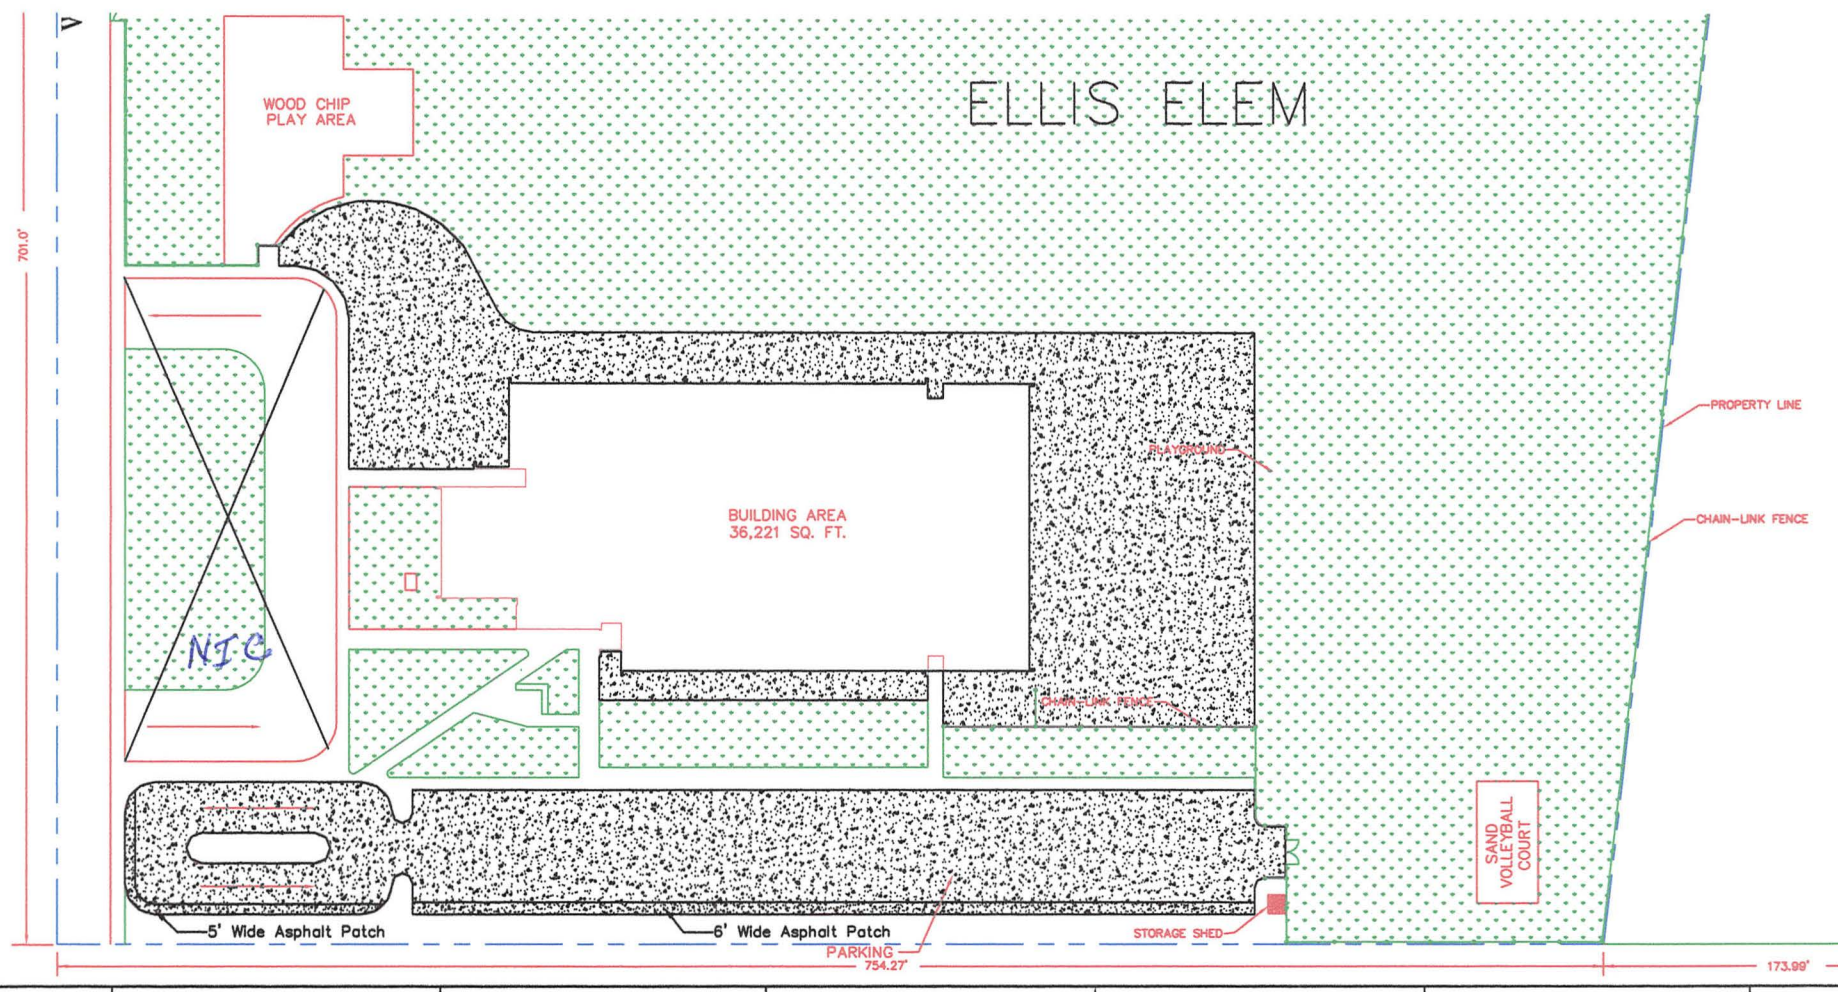 V
ELLIS ELEM
WOOD CHIP
PLAY AREA
701.0'
PROPERTY LINE
PLAYGROUND
CHAIN-LINK FENCE
BUILDING AREA
36,221 SQ. FT.
NIC
CHAIN-LINK FENCE
SAND
VOLLEYBALL
COURT
5' Wide Asphalt Patch
6' Wide Asphalt Patch
STORAGE SHED
PARKING
754.27'
173.99'